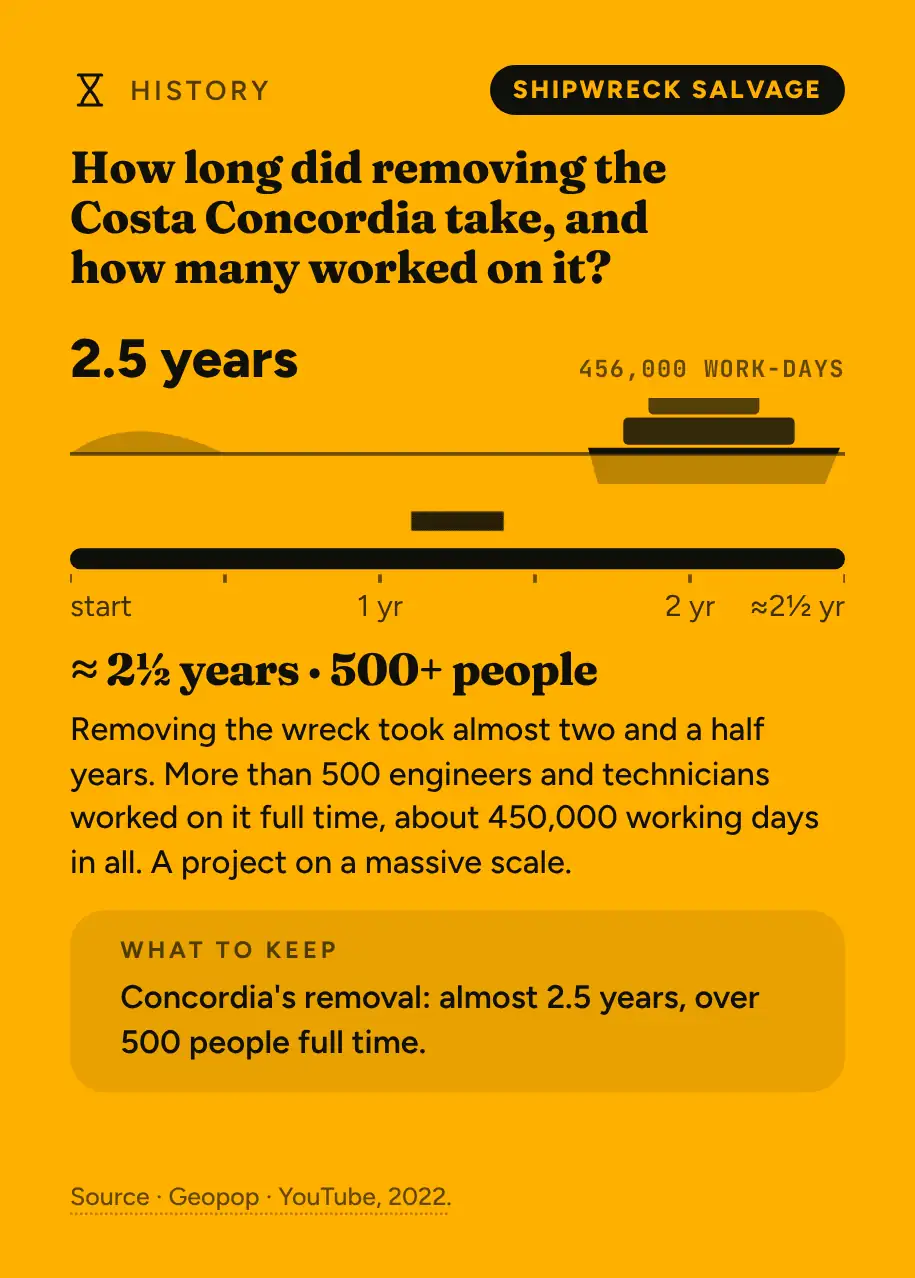 HISTORY
SHIPWRECK SALVAGE
How long did removing the
Costa Concordia take, and
how many worked on it?
2.5 years
456,000 WORK-DAYS
start
1 yr
2 yr
≈2½ yr
≈ 2½ years · 500+ people
Removing the wreck took almost two and a half
years. More than 500 engineers and technicians
worked on it full time, about 450,000 working days
in all. A project on a massive scale.
WHAT TO KEEP
Concordia's removal: almost 2.5 years, over
500 people full time.
Source · Geopop · YouTube, 2022.